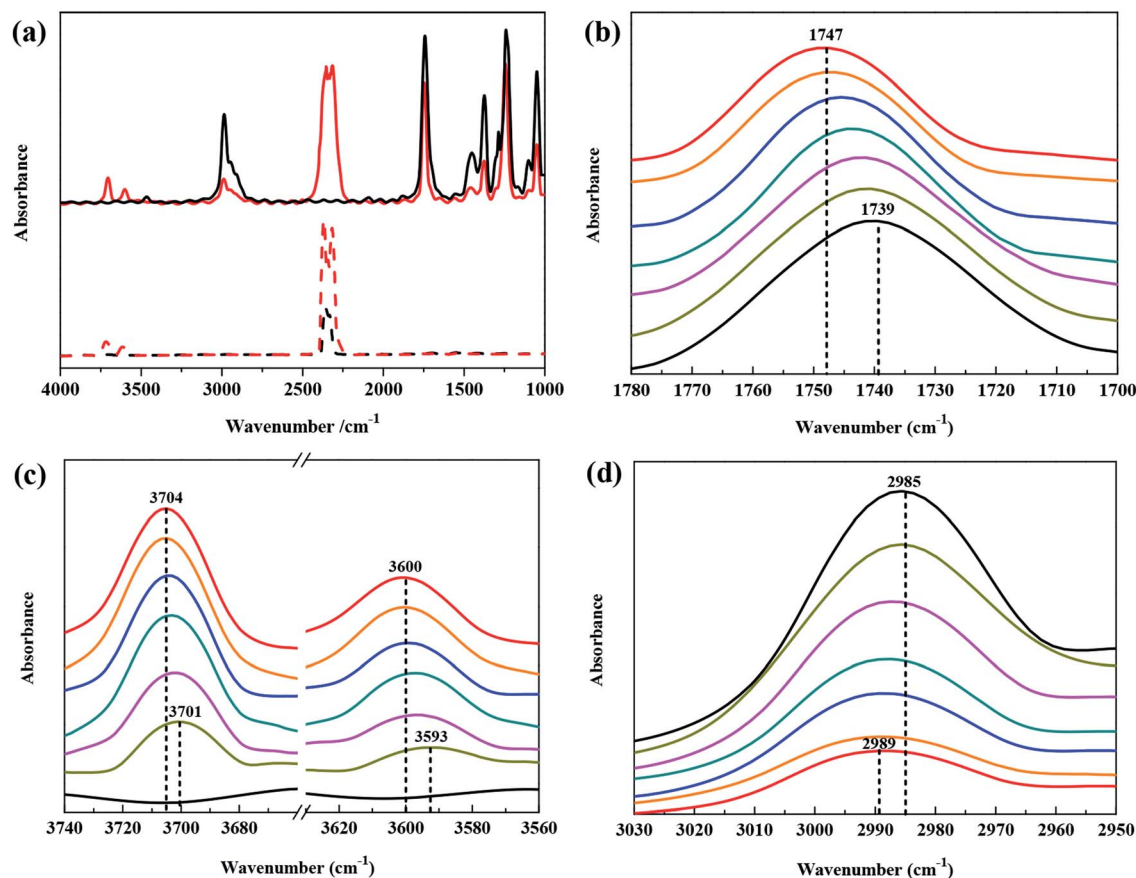 (a)
Absorbance
4000 3500 3000 2500 2000 1500 1000
Wavenumber /cm-1
(b)
1747
1739
Absorbance
1780 1770 1760 1750 1740 1730 1720 1710 1700
Wavenumber (cm-1)
(c)
3704
3701
3600
3593
Absorbance
3740 3720 3700 3680 3620 3600 3580 3560
Wavenumber (cm-1)
(d)
2985
2989
Absorbance
3030 3020 3010 3000 2990 2980 2970 2960 2950
Wavenumber (cm-1)